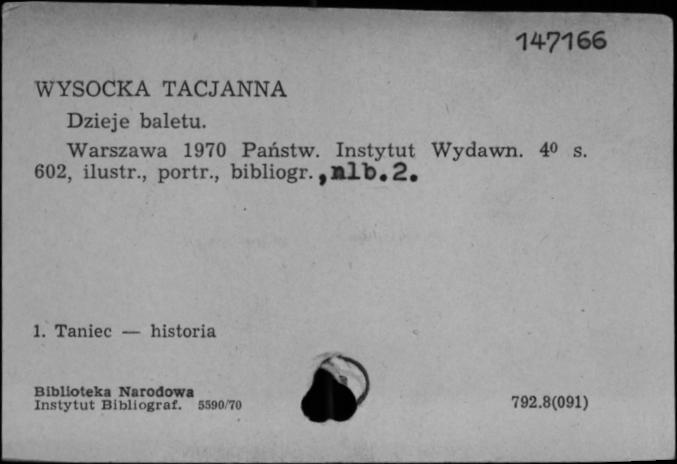 147166
WYSOCKA TACJANNA
Dzieje baletu.
Warszawa 1970 Państw. Instytut Wydawn. 4⁰ s.
602, ilustr., portr., bibliogr., nlb.2.
1. Taniec — historia
Biblioteka Narodowa
Instytut Bibliograf. 5590/70
792.8(091)